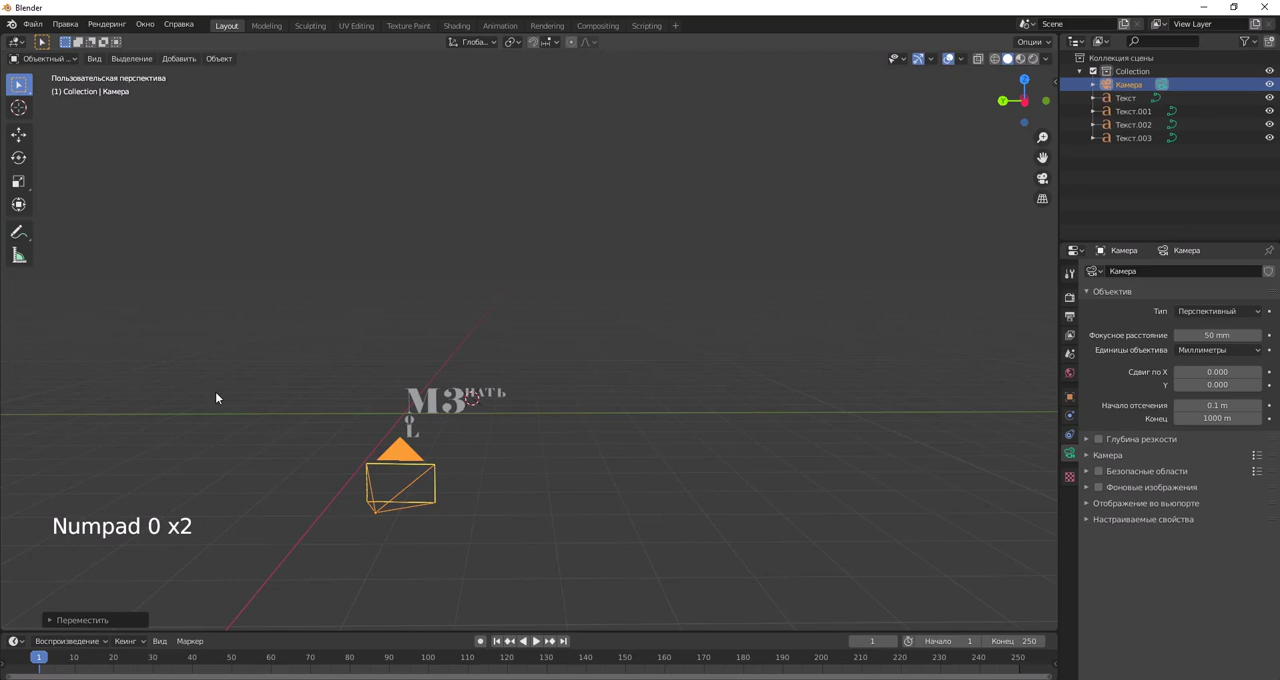 Blender
Файл Правка Рендеринг Окно Справка Layout Modeling Sculpting UV Editing Texture Paint Shading Animation Rendering Compositing Scripting + Scene View Layer
Объектный ... Вид Выделение Добавить Объект Глоба... Опции
Пользовательская перспектива
(1) Collection | Камера
Z
Y
Коллекция сцены
Collection
Камера
Текст
Текст.001
Текст.002
Текст.003
МЗ
О
L
Numpad 0 x2
Переместить
Камера Камера
Камера
Объектив
Тип Перспективный
Фокусное расстояние 50 mm
Единицы объектива Миллиметры
Сдвиг по X 0.000
Y 0.000
Начало отсечения 0.1 m
Конец 1000 m
Глубина резкости
Камера
Безопасные области
Фоновые изображения
Отображение во вьюпорте
Настраиваемые свойства
Воспроизведение Кеинг Вид Маркер 1 Начало 1 Конец 250
1 10 20 30 40 50 60 70 80 90 100 110 120 130 140 150 160 170 180 190 200 210 220 230 240 250